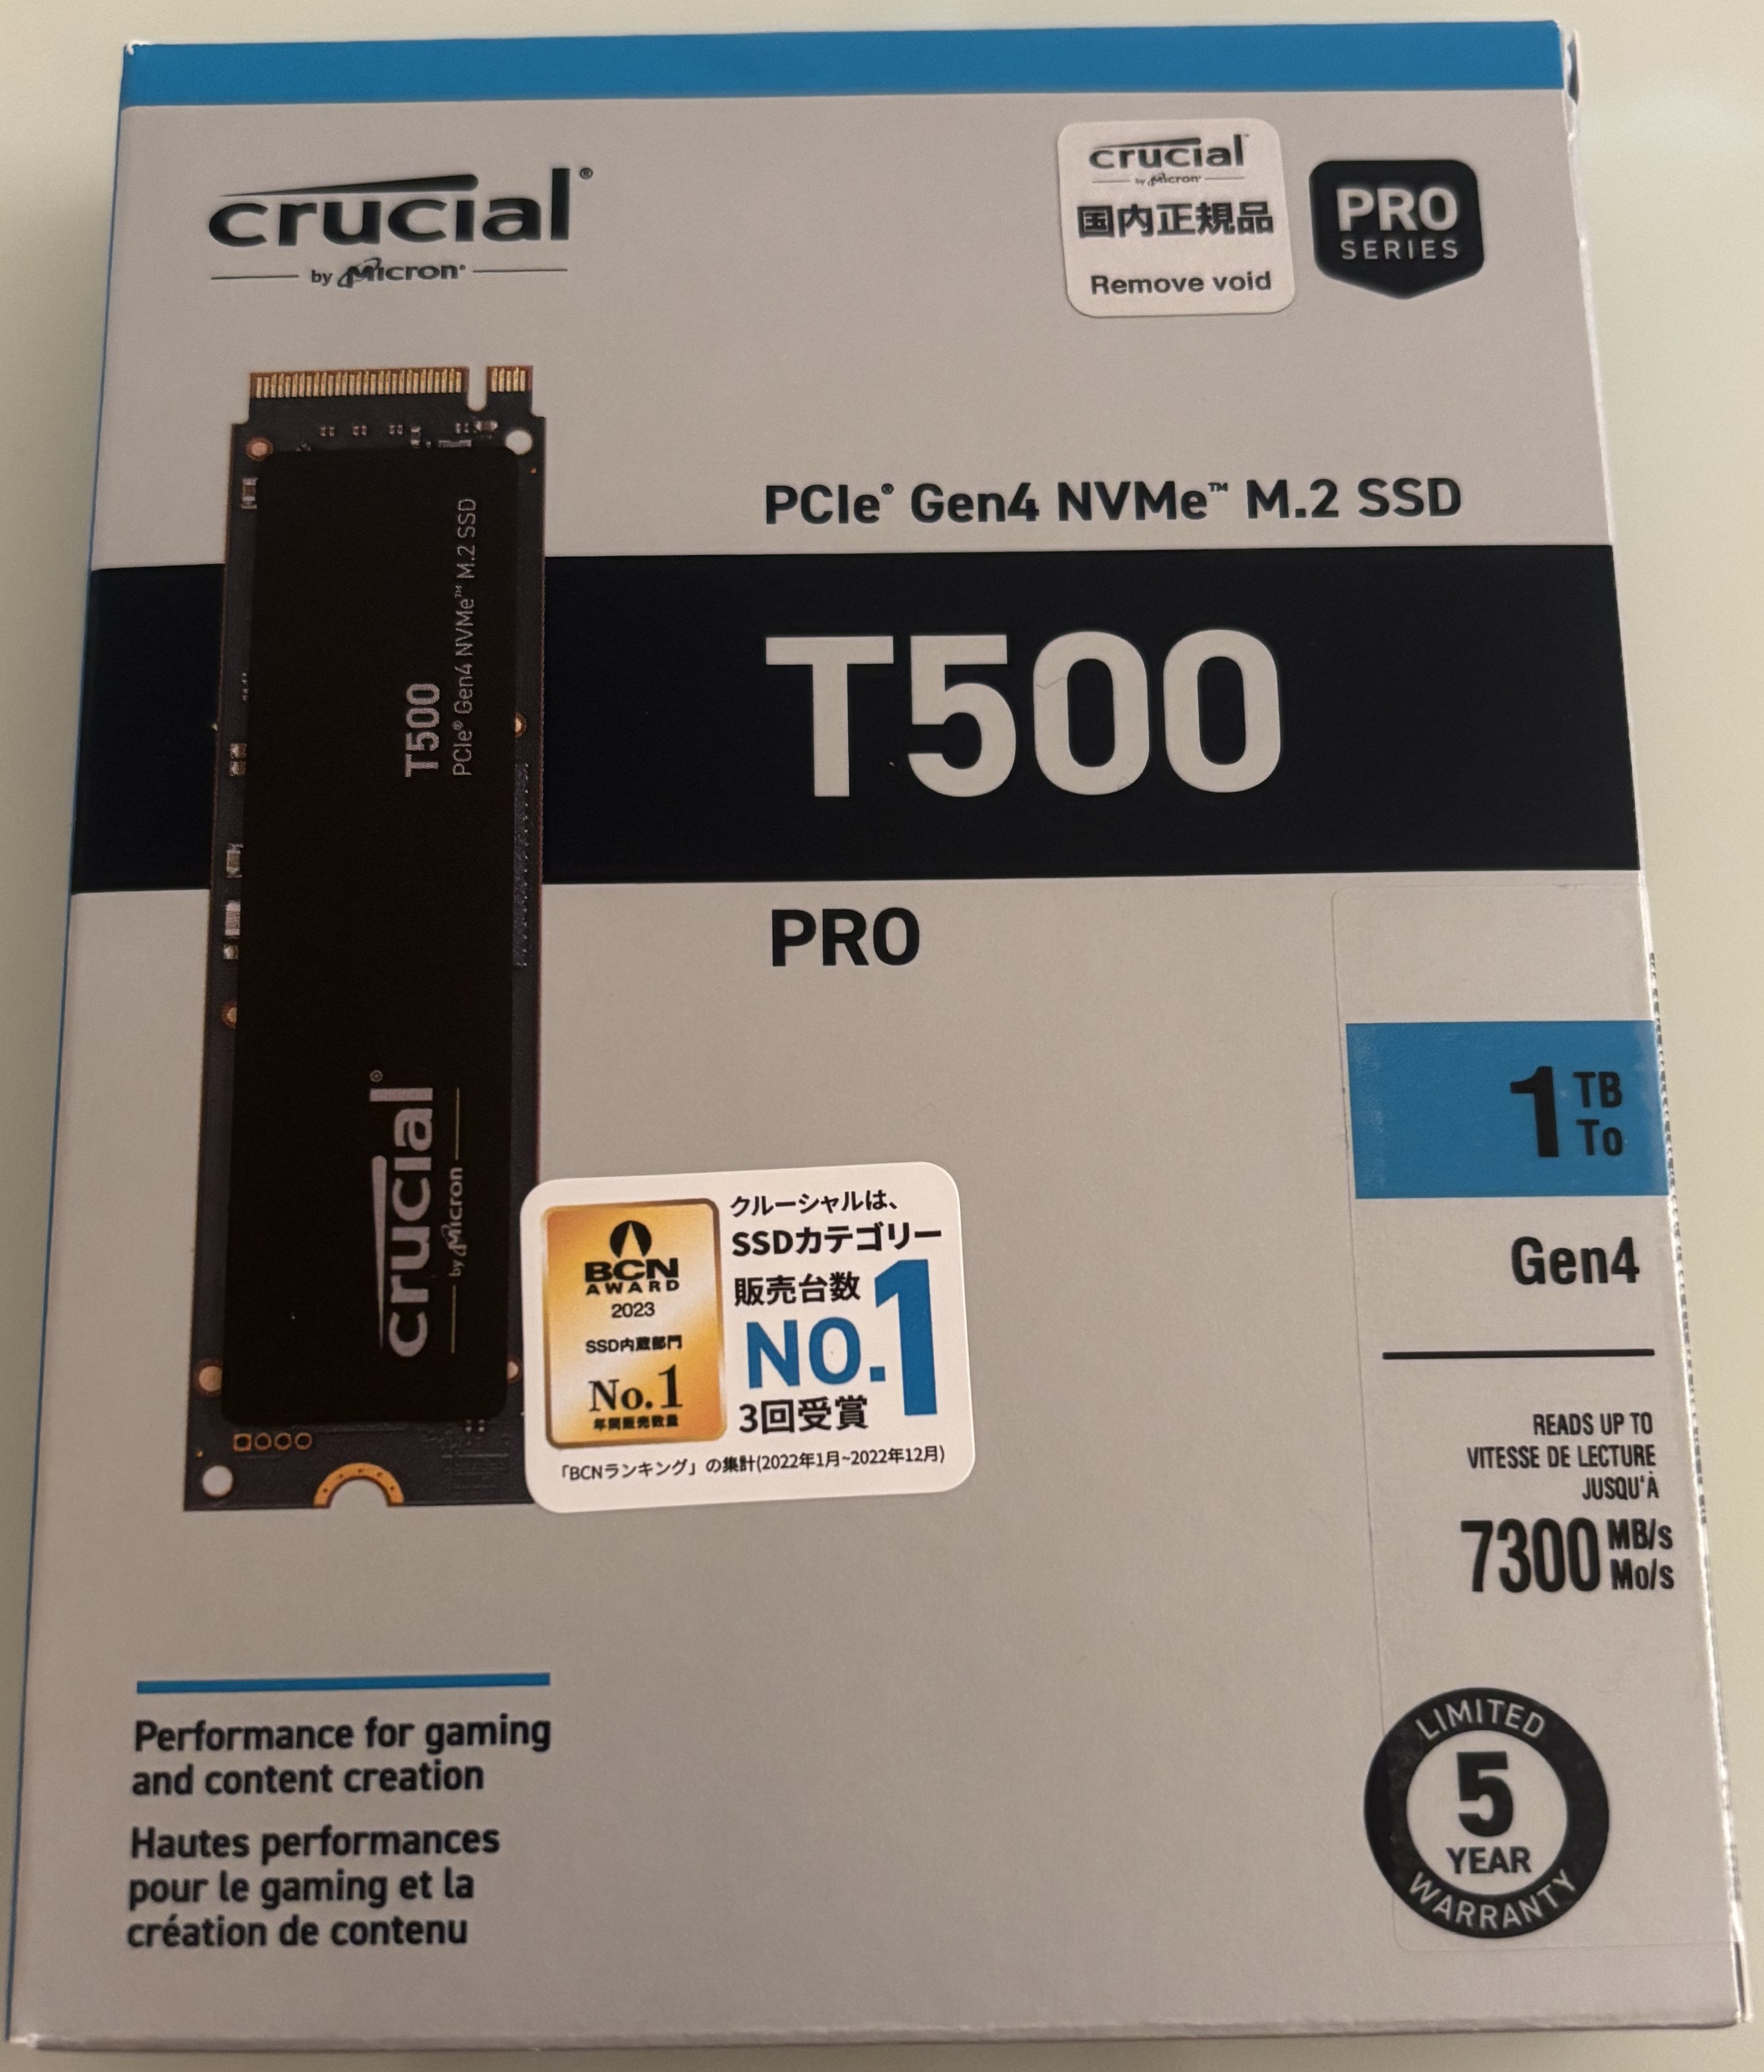 crucial®
by Micron®
crucial
by Micron
国内正規品
Remove void
PRO
SERIES
PCIe® Gen4 NVMe™ M.2 SSD
T500
PRO
T500
PCIe® Gen4 NVMe™ M.2 SSD
crucial®
by Micron
1 TB
To
Gen4
READS UP TO
VITESSE DE LECTURE
JUSQU'À
7300 MB/s
Mo/s
BCN
AWARD
2023
SSD内蔵部門
No.1
年間販売数量
クルーシャルは、
SSDカテゴリー
販売台数
NO.1
3回受賞
「BCNランキング」の集計(2022年1月~2022年12月)
Performance for gaming
and content creation
Hautes performances
pour le gaming et la
création de contenu
LIMITED
5
YEAR
WARRANTY